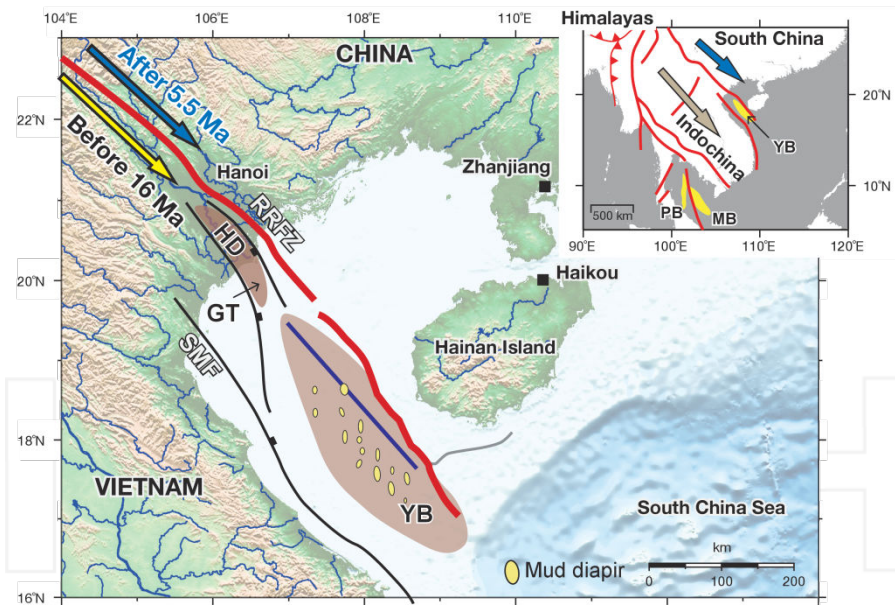 104°E
106°E
108°E
110°E
CHINA
Himalayas
South China
20°N
Indochina
YB
10°N
500 km
PB
MB
90°E
100°E
110°E
120°E
After 5.5 Ma
22°N
Before 16 Ma
Hanoi
Zhanjiang
RRFZ
HD
20°N
Haikou
GT
Hainan Island
SMF
18°N
VIETNAM
YB
South China Sea
km
Mud diapir
0
100
200
16°N